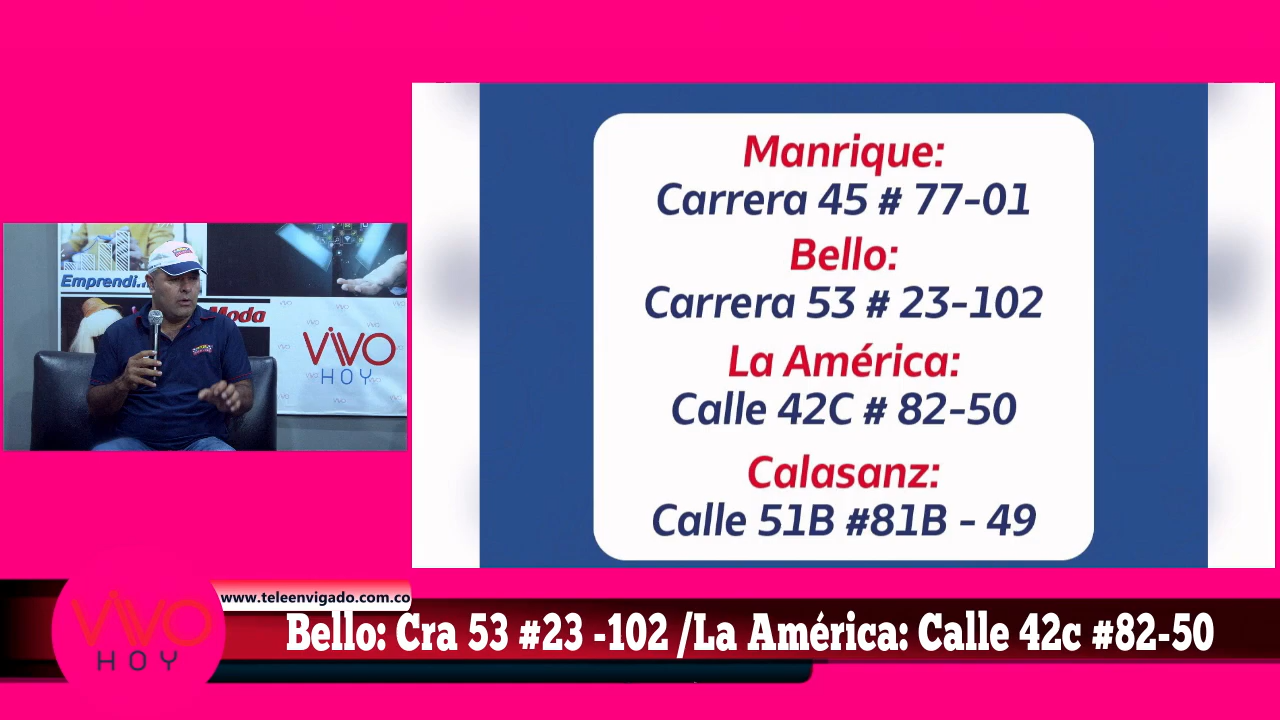 Manrique:
Carrera 45 # 77-01
Bello:
Carrera 53 # 23-102
La América:
Calle 42C # 82-50
Calasanz:
Calle 51B #81B - 49
Emprendi...
Moda
VIVO
HOY
www.teleenvigado.com.co
VIVO
HOY
Bello: Cra 53 #23 -102 /La América: Calle 42c #82-50